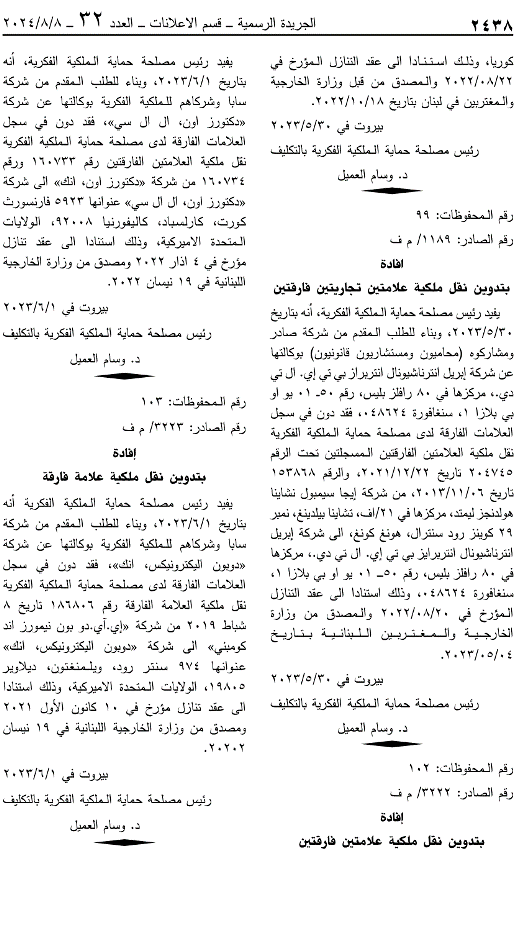 ٢٤٣٨
الجريدة الرسمية – قسم الاعلانات – العدد ٣٢ – ٢٠٢٤/٨/٨
كوريا، وذلك استنادا الى عقد التنازل المؤرخ في
٢٠٢٢/٠٨/٢٢ والمصدق من قبل وزارة الخارجية
والمغتربين في لبنان بتاريخ ٢٠٢٢/١٠/١٨.
بيروت في ٢٠٢٣/٥/٣٠
رئيس مصلحة حماية الملكية الفكرية بالتكليف
د. وسام العميل
رقم المحفوظات: ٩٩
رقم الصادر: ١١٨٩/ م ف
افادة
بتدوين نقل ملكية علامتين تجاريتين فارقتين
يفيد رئيس مصلحة حماية الملكية الفكرية، أنه بتاريخ
٢٠٢٣/٥/٣٠، وبناء للطلب المقدم من شركة صادر
ومشاركوه (محاميون ومستشاريون قانونيون) بوكالتها
عن شركة إبريل انترناشيونال انتربراز بي تي إي. ال تي
دي.، مركزها في ٨٠ رافلز بليس، رقم ٥٠ـ ٠١ يو او
بي بلازا ١، سنغافورة ٠٤٨٦٢٤، فقد دون في سجل
العلامات الفارقة لدى مصلحة حماية الملكية الفكرية
نقل ملكية العلامتين الفارقتين المسجلتين تحت الرقم
٢٠٤٧٤٥ تاريخ ٢٠٢١/١٢/٢٢، والرقم ١٥٣٨٦٨
تاريخ ٢٠١٣/١١/٠٦، من شركة إيجا سيمبول تشاينا
هولدنجز ليمتد، مركزها في ٢١/اف، تشاينا بيلدينغ، نمبر
٢٩ كوينز رود سنترال، هونغ كونغ، الى شركة إبريل
انترناشيونال انتربرايز بي تي إي. ال تي دي.، مركزها
في ٨٠ رافلز بليس، رقم ٥٠ـ ٠١ يو او بي بلازا ١،
سنغافورة ٠٤٨٦٢٤، وذلك استنادا الى عقد التنازل
المؤرخ في ٢٠٢٢/٠٨/٢٠ والمصدق من وزارة
الخارجية والمغتربين اللبنانية بتاريخ
٢٠٢٣/٠٥/٠٤.
بيروت في ٢٠٢٣/٥/٣٠
رئيس مصلحة حماية الملكية الفكرية بالتكليف
د. وسام العميل
رقم المحفوظات: ١٠٢
رقم الصادر: ٣٢٢٢/ م ف
إفادة
بتدوين نقل ملكية علامتين فارقتين
يفيد رئيس مصلحة حماية الملكية الفكرية، أنه
بتاريخ ٢٠٢٣/٦/١، وبناء للطلب المقدم من شركة
سابا وشركاهم للملكية الفكرية بوكالتها عن شركة
«دكتورز اون، ال ال سي»، فقد دون في سجل
العلامات الفارقة لدى مصلحة حماية الملكية الفكرية
نقل ملكية العلامتين الفارقتين رقم ١٦٠٧٣٣ ورقم
١٦٠٧٣٤ من شركة «دكتورز اون، انك» الى شركة
«دكتورز اون، ال ال سي» عنوانها ٥٩٢٣ فارنسورث
كورت، كارلسباد، كاليفورنيا ٩٢٠٠٨، الولايات
المتحدة الاميركية، وذلك استنادا الى عقد تنازل
مؤرخ في ٤ اذار ٢٠٢٢ ومصدق من وزارة الخارجية
اللبنانية في ١٩ نيسان ٢٠٢٢.
بيروت في ٢٠٢٣/٦/١
رئيس مصلحة حماية الملكية الفكرية بالتكليف
د. وسام العميل
رقم المحفوظات: ١٠٣
رقم الصادر: ٣٢٢٣/ م ف
إفادة
بتدوين نقل ملكية علامة فارقة
يفيد رئيس مصلحة حماية الملكية الفكرية أنه
بتاريخ ٢٠٢٣/٦/١، وبناء للطلب المقدم من شركة
سابا وشركاهم للملكية الفكرية بوكالتها عن شركة
«دوبون اليكترونيكس، انك»، فقد دون في سجل
العلامات الفارقة لدى مصلحة حماية الملكية الفكرية
نقل ملكية العلامة الفارقة رقم ١٨٦٨٠٦ تاريخ ٨
شباط ٢٠١٩ من شركة «إي.آي.دو بون نيمورز اند
كومبني» الى شركة «دوبون اليكترونيكس، انك»
عنوانها ٩٧٤ سنتر رود، ويلمنغتون، ديلاوير
١٩٨٠٥، الولايات المتحدة الاميركية، وذلك استنادا
الى عقد تنازل مؤرخ في ١٠ كانون الأول ٢٠٢١
ومصدق من وزارة الخارجية اللبنانية في ١٩ نيسان
٢٠٢٠٢.
بيروت في ٢٠٢٣/٦/١
رئيس مصلحة حماية الملكية الفكرية بالتكليف
د. وسام العميل